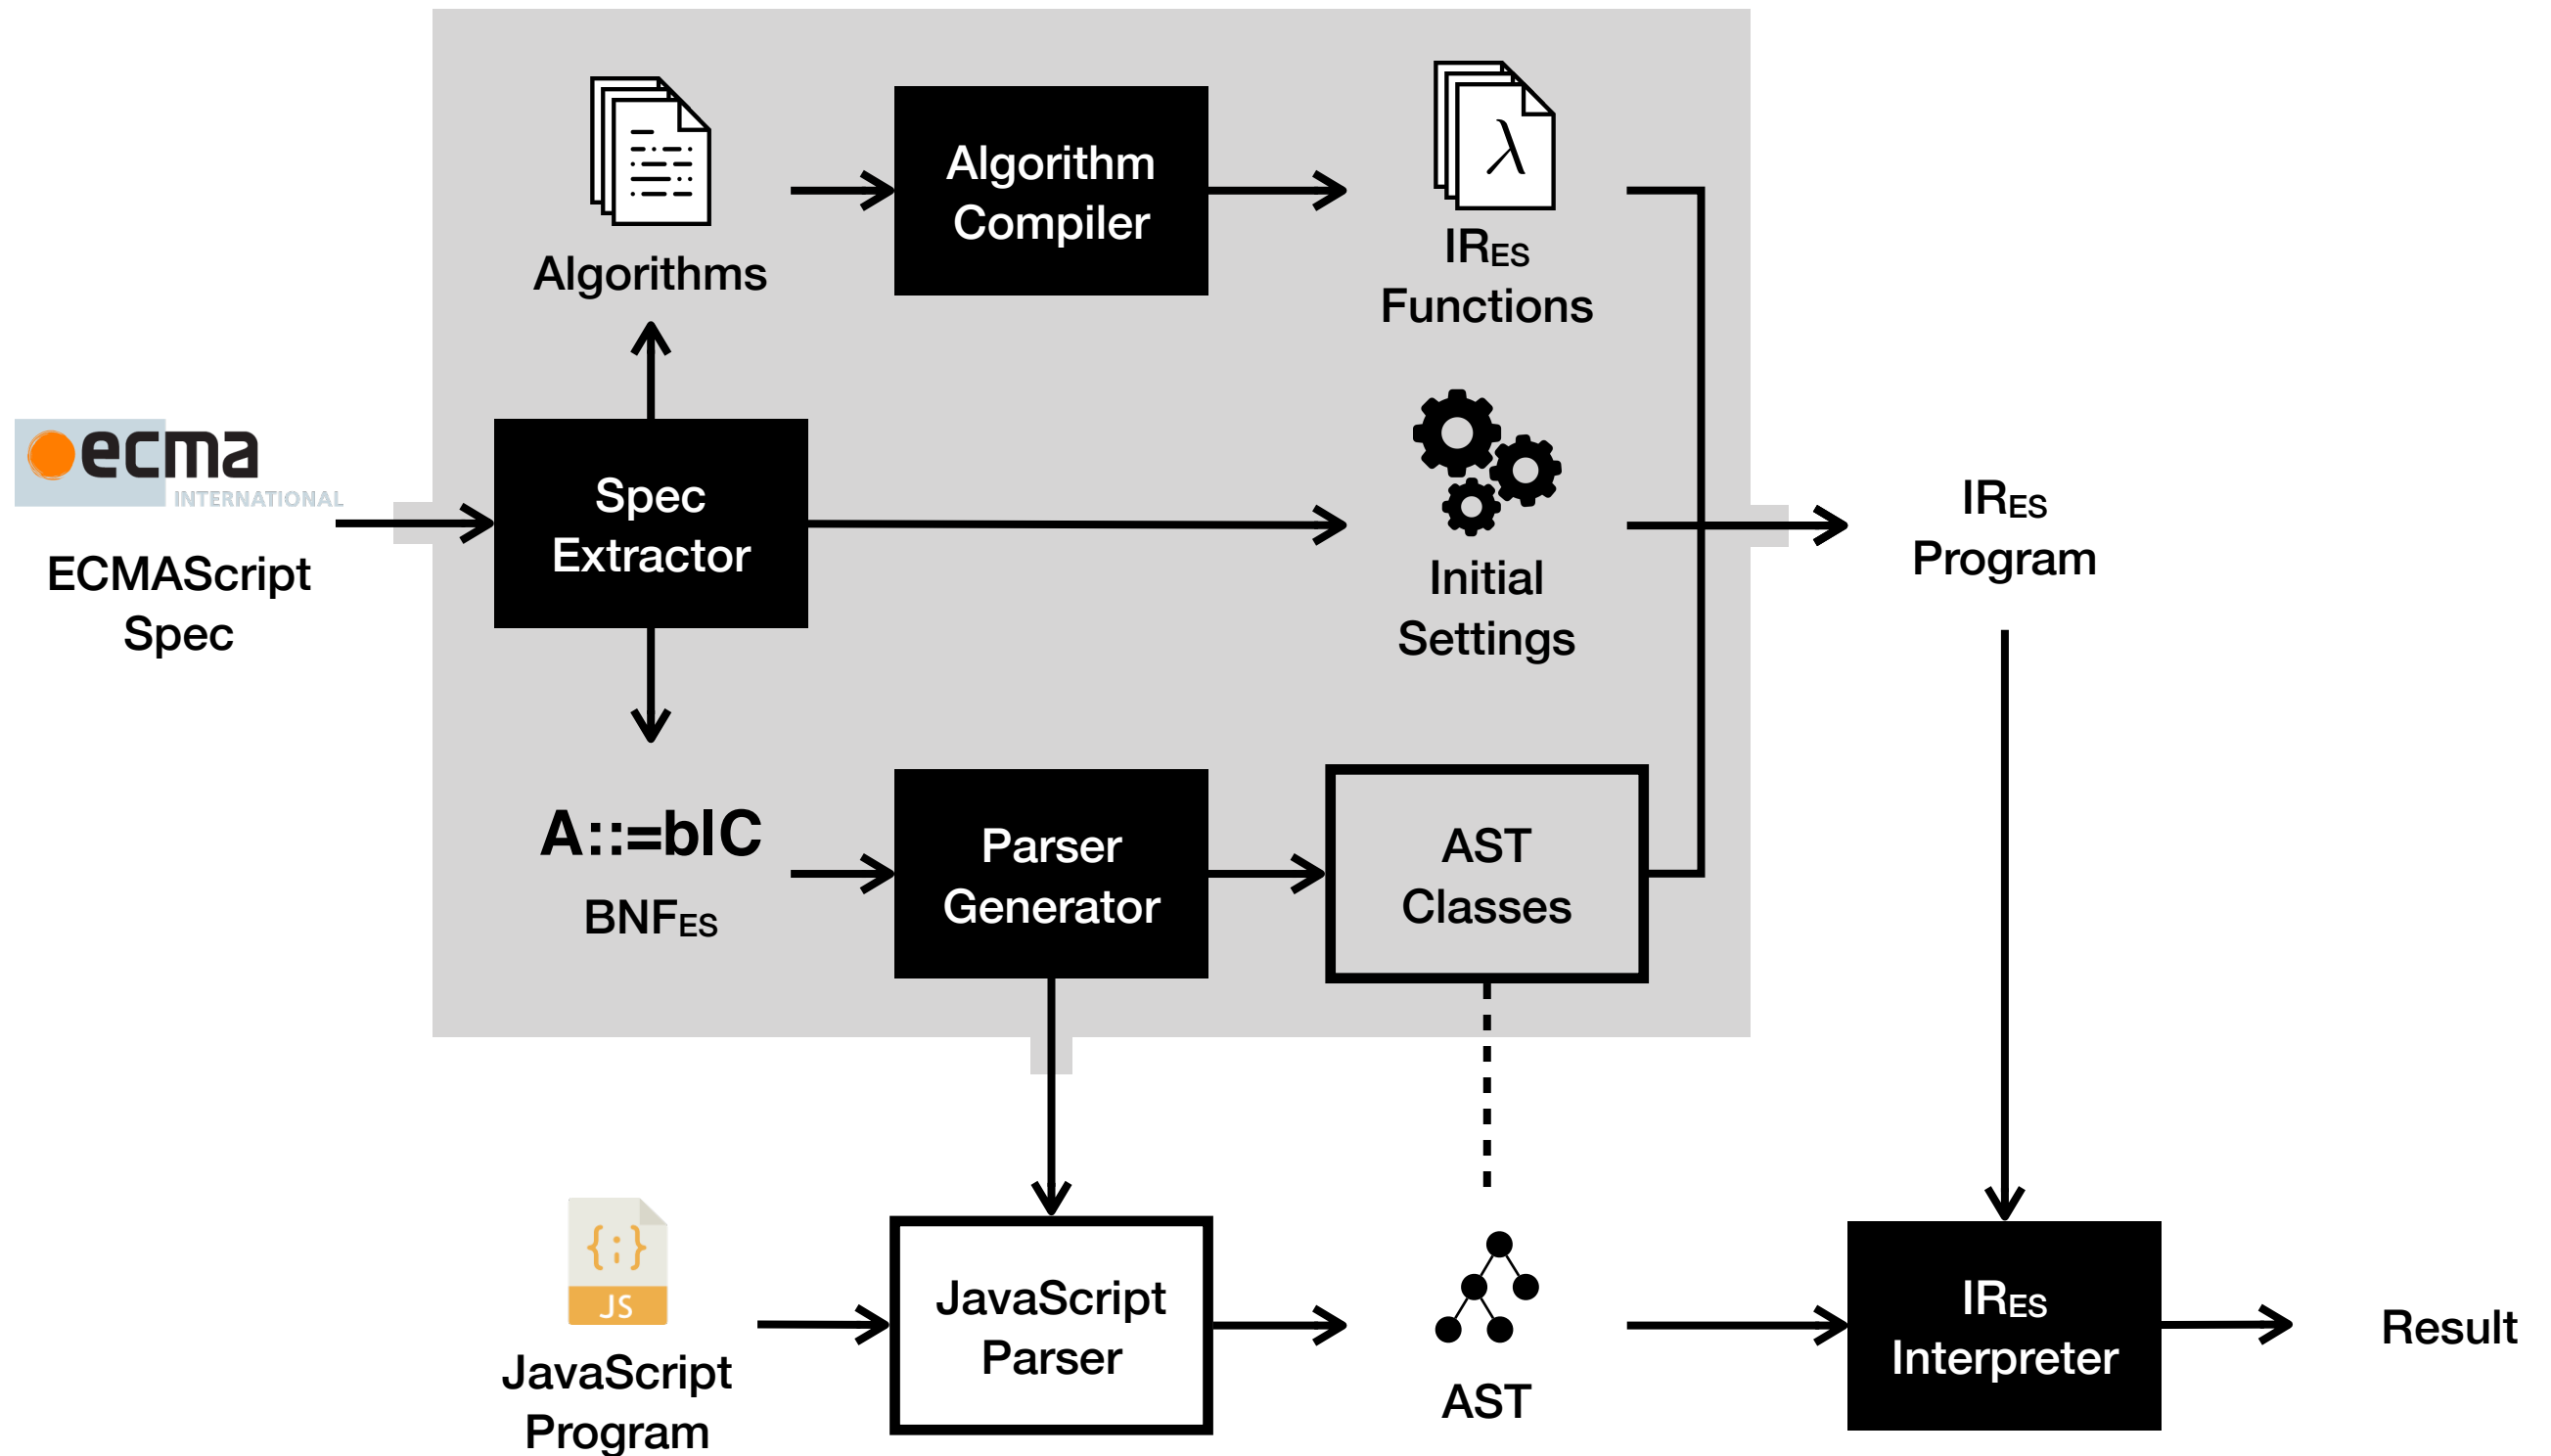 Algorithms
Algorithm
Compiler
λ
IRES
Functions
ecma
INTERNATIONAL
ECMAScript
Spec
Spec
Extractor
Initial
Settings
IRES
Program
A::=b|C
BNFES
Parser
Generator
AST
Classes
{;}
JS
JavaScript
Program
JavaScript
Parser
AST
IRES
Interpreter
Result